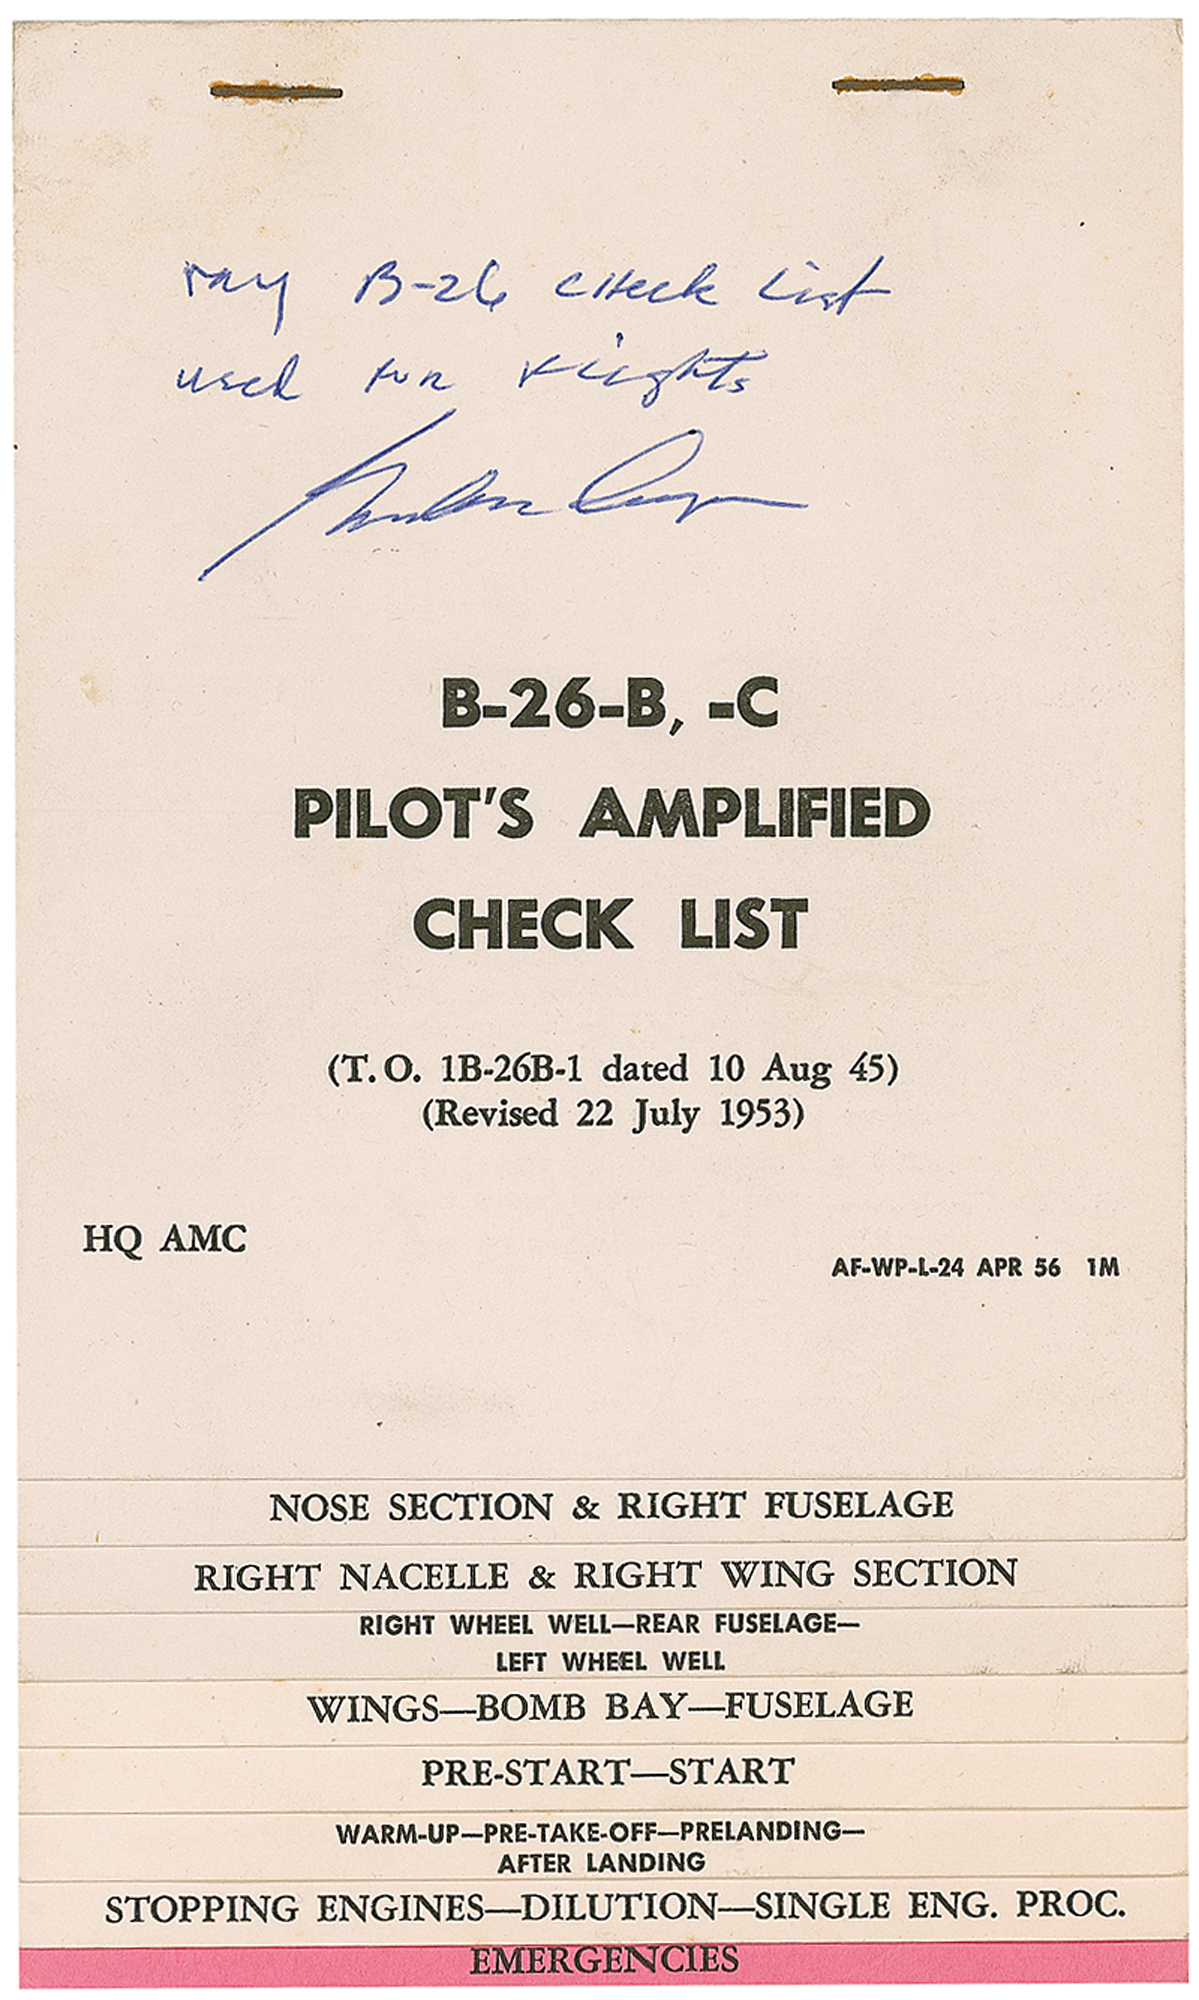 my B-26 CHeck List
used for flights
B-26-B, -C
PILOT'S AMPLIFIED
CHECK LIST
(T. O. 1B-26B-1 dated 10 Aug 45)
(Revised 22 July 1953)
HQ AMC
AF-WP-L-24 APR 56 1M
NOSE SECTION & RIGHT FUSELAGE
RIGHT NACELLE & RIGHT WING SECTION
RIGHT WHEEL WELL—REAR FUSELAGE—
LEFT WHEEL WELL
WINGS—BOMB BAY—FUSELAGE
PRE-START—START
WARM-UP—PRE-TAKE-OFF—PRELANDING—
AFTER LANDING
STOPPING ENGINES—DILUTION—SINGLE ENG. PROC.
EMERGENCIES